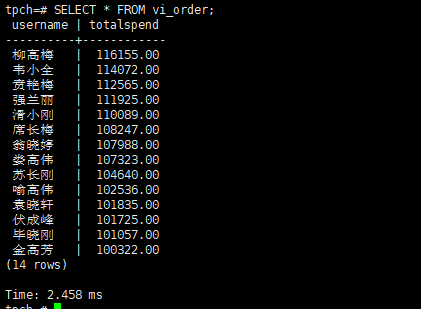 tpch=# SELECT * FROM vi_order;
 username | totalspend
----------+------------
 柳高梅   |  116155.00
 韦小全   |  114072.00
 贲艳梅   |  112565.00
 强兰丽   |  111925.00
 滑小刚   |  110089.00
 席长梅   |  108247.00
 翁晓婷   |  107988.00
 娄高伟   |  107323.00
 苏长刚   |  104640.00
 喻高伟   |  102536.00
 袁晓轩   |  101835.00
 伏成峰   |  101725.00
 毕晓刚   |  101057.00
 金高芳   |  100322.00
(14 rows)
Time: 2.458 ms
tpch=#